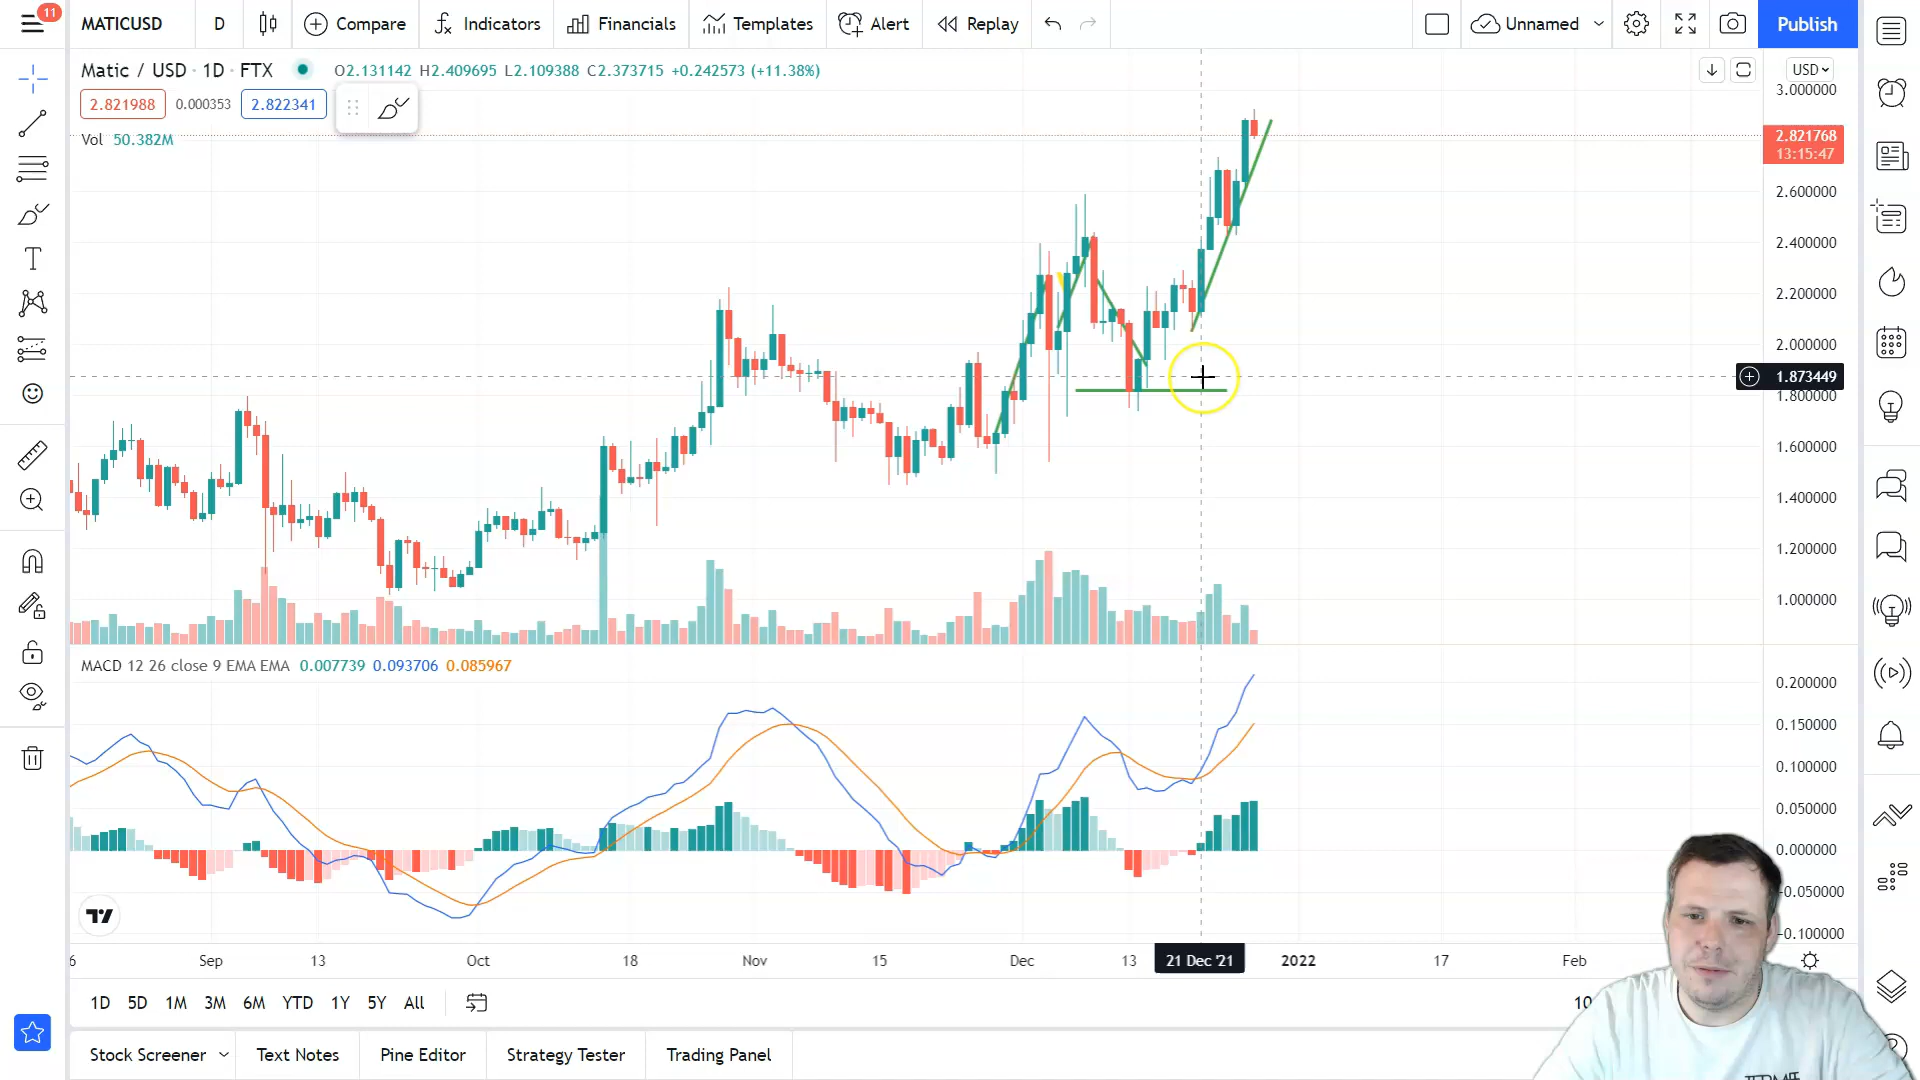 11
MATICUSD D Compare Indicators Financials Templates Alert Replay Unnamed Publish
Matic / USD · 1D · FTX O2.131142 H2.409695 L2.109388 C2.373715 +0.242573 (+11.38%) USD
2.821988 0.000353 2.822341
Vol 50.382M
3.000000
2.821768
13:15:47
2.600000
2.400000
2.200000
2.000000
1.873449
1.800000
1.600000
1.400000
1.200000
1.000000
MACD 12 26 close 9 EMA EMA 0.007739 0.093706 0.085967
0.200000
0.150000
0.100000
0.050000
0.000000
-0.050000
-0.100000
6 Sep 13 Oct 18 Nov 15 Dec 13 21 Dec '21 2022 17 Feb
1D 5D 1M 3M 6M YTD 1Y 5Y All 10
Stock Screener Text Notes Pine Editor Strategy Tester Trading Panel